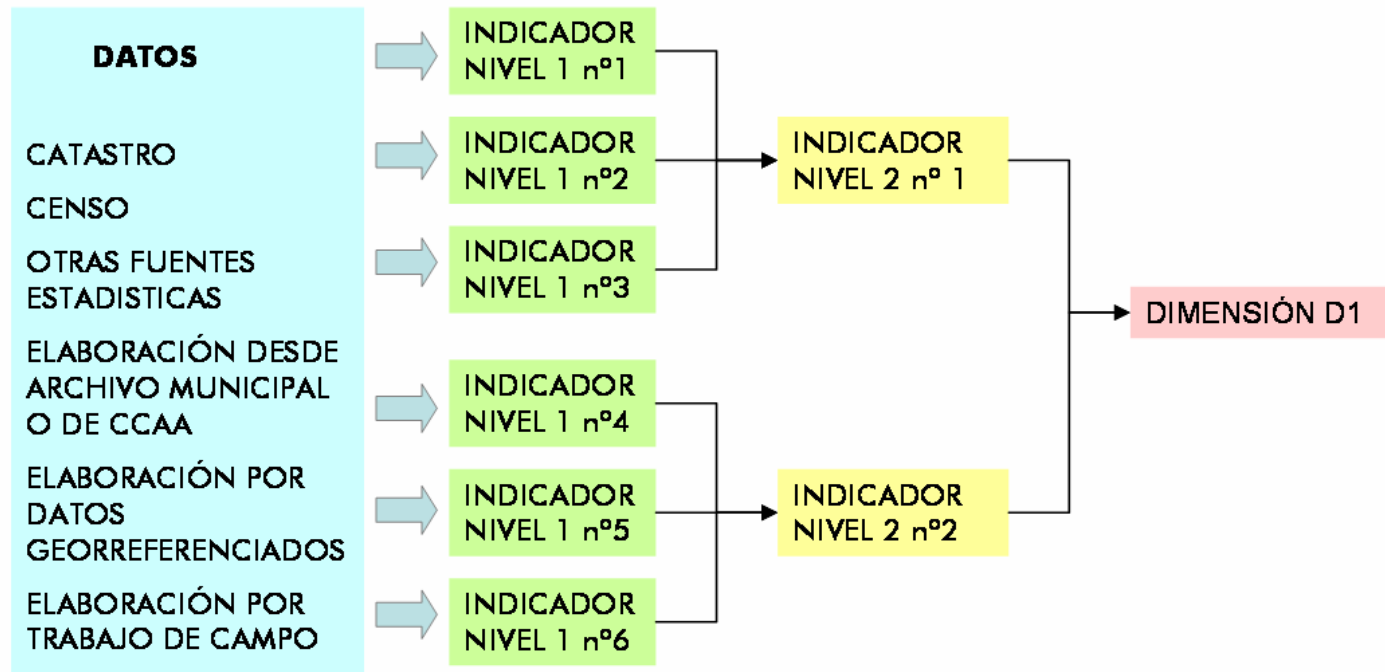 DATOS
CATASTRO
CENSO
OTRAS FUENTES
ESTADISTICAS
ELABORACIÓN DESDE
ARCHIVO MUNICIPAL
O DE CCAA
ELABORACIÓN POR
DATOS
GEORREFERENCIADOS
ELABORACIÓN POR
TRABAJO DE CAMPO
INDICADOR
NIVEL 1 nº1
INDICADOR
NIVEL 1 nº2
INDICADOR
NIVEL 1 nº3
INDICADOR
NIVEL 1 nº4
INDICADOR
NIVEL 1 nº5
INDICADOR
NIVEL 1 nº6
INDICADOR
NIVEL 2 nº 1
INDICADOR
NIVEL 2 nº2
DIMENSIÓN D1